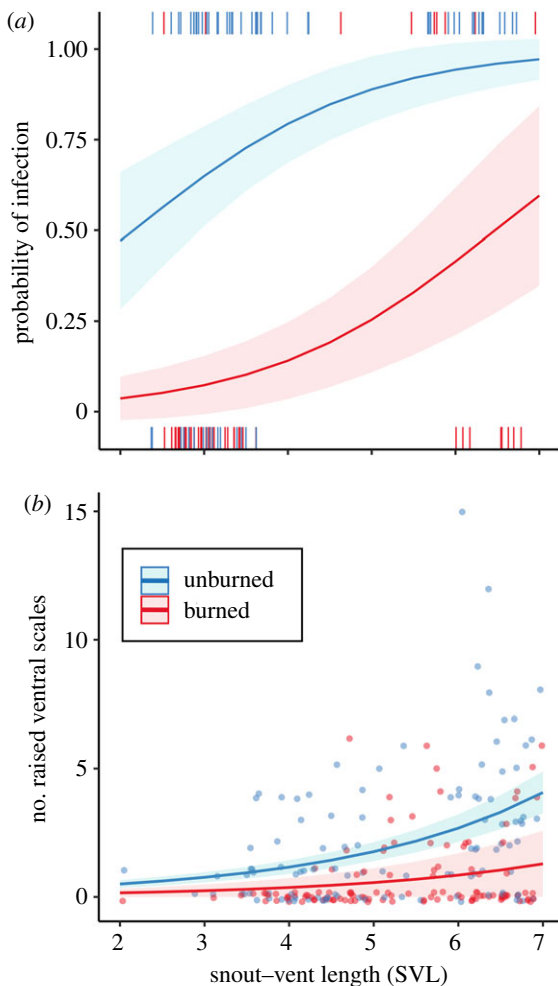 (a)
1.00
0.75
0.50
0.25
0
probability of infection
(b)
15
10
5
0
no. raised ventral scales
unburned
burned
2 3 4 5 6 7
snout–vent length (SVL)